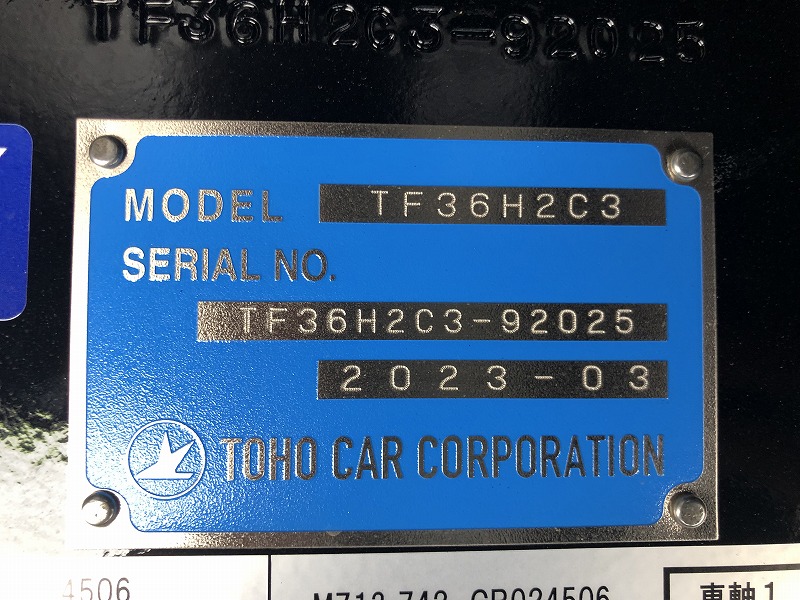 TF36H2C3-92025
MODEL TF36H2C3
SERIAL NO.
TF36H2C3-92025
2023-03
TOHO CAR CORPORATION
4506 車軸1